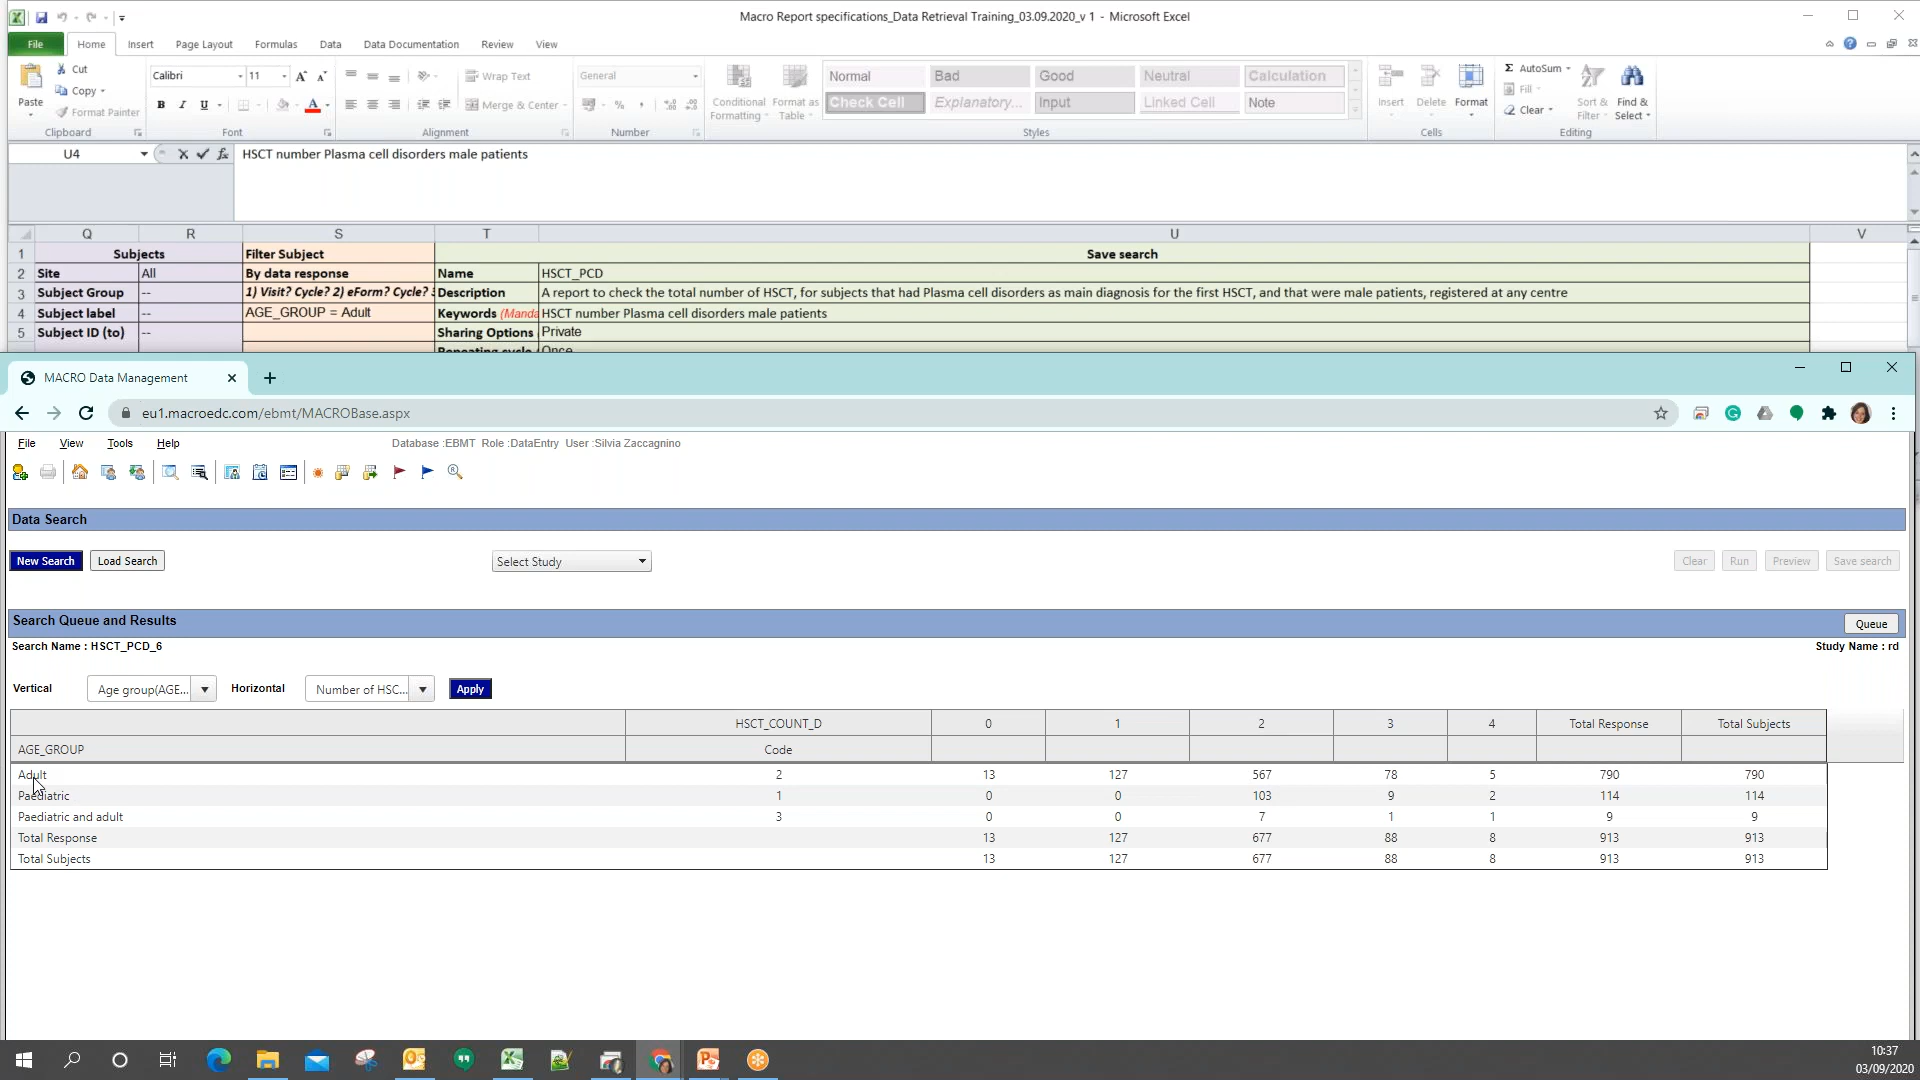 Macro Report specifications_Data Retrieval Training_03.09.2020_v 1 - Microsoft Excel
File Home Insert Page Layout Formulas Data Data Documentation Review View
Paste Cut Copy Format Painter Clipboard
Calibri 11 B I U A Font
Wrap Text Merge & Center Alignment
General % Number
Conditional Formatting Format as Table
Normal Bad Good Neutral Calculation
Check Cell Explanatory... Input Linked Cell Note
Styles
Insert Delete Format Cells
Σ AutoSum Fill Clear Sort & Filter Find & Select Editing
U4 fx HSCT number Plasma cell disorders male patients
Q R S T U V
1 Subjects Filter Subject Save search
2 Site All By data response Name HSCT_PCD
3 Subject Group -- 1) Visit? Cycle? 2) eForm? Cycle? Description A report to check the total number of HSCT, for subjects that had Plasma cell disorders as main diagnosis for the first HSCT, and that were male patients, registered at any centre
4 Subject label -- AGE_GROUP = Adult Keywords (Manda HSCT number Plasma cell disorders male patients
5 Subject ID (to) -- Sharing Options Private
Repeating cycle Once
MACRO Data Management
eu1.macroedc.com/ebmt/MACROBase.aspx
File View Tools Help Database :EBMT Role :DataEntry User :Silvia Zaccagnino
Data Search
New Search Load Search Select Study Clear Run Preview Save search
Search Queue and Results Queue
Search Name : HSCT_PCD_6 Study Name : rd
Vertical Age group(AGE... Horizontal Number of HSC... Apply
HSCT_COUNT_D 0 1 2 3 4 Total Response Total Subjects
AGE_GROUP Code
Adult 2 13 127 567 78 5 790 790
Paediatric 1 0 0 103 9 2 114 114
Paediatric and adult 3 0 0 7 1 1 9 9
Total Response 13 127 677 88 8 913 913
Total Subjects 13 127 677 88 8 913 913
10:37
03/09/2020